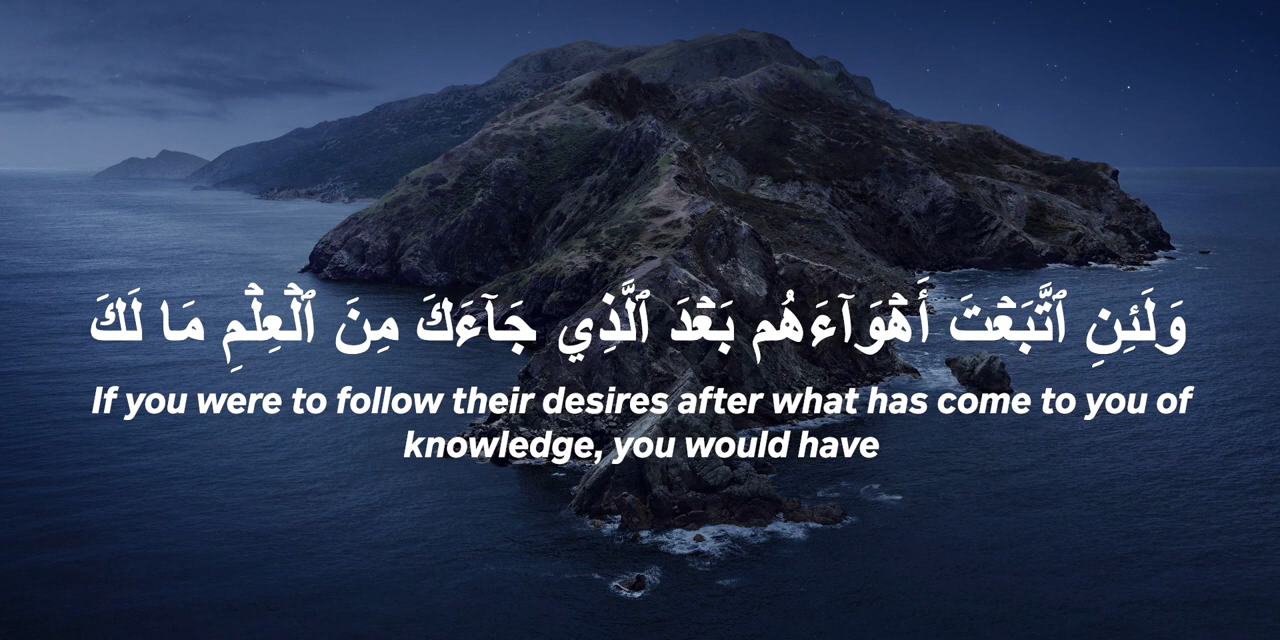 وَلَئِنِ ٱتَّبَعۡتَ أَهۡوَآءَهُم بَعۡدَ ٱلَّذِي جَآءَكَ مِنَ ٱلۡعِلۡمِ مَا لَكَ
If you were to follow their desires after what has come to you of
knowledge, you would have